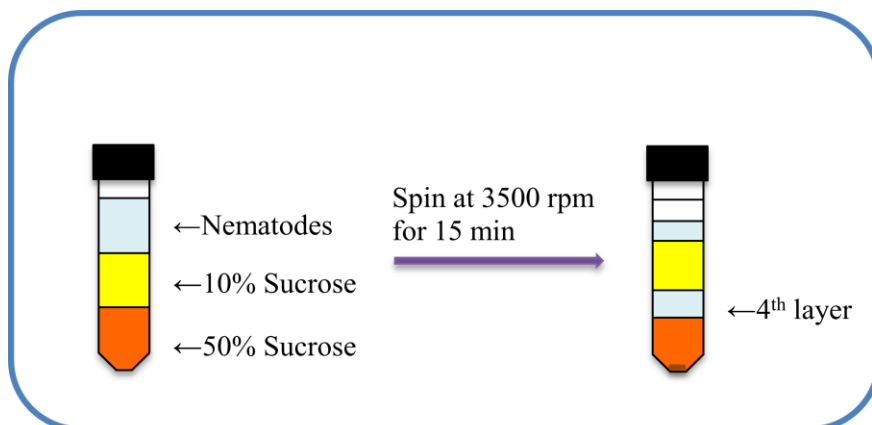 ←Nematodes
←10% Sucrose
←50% Sucrose
Spin at 3500 rpm
for 15 min
←4th layer